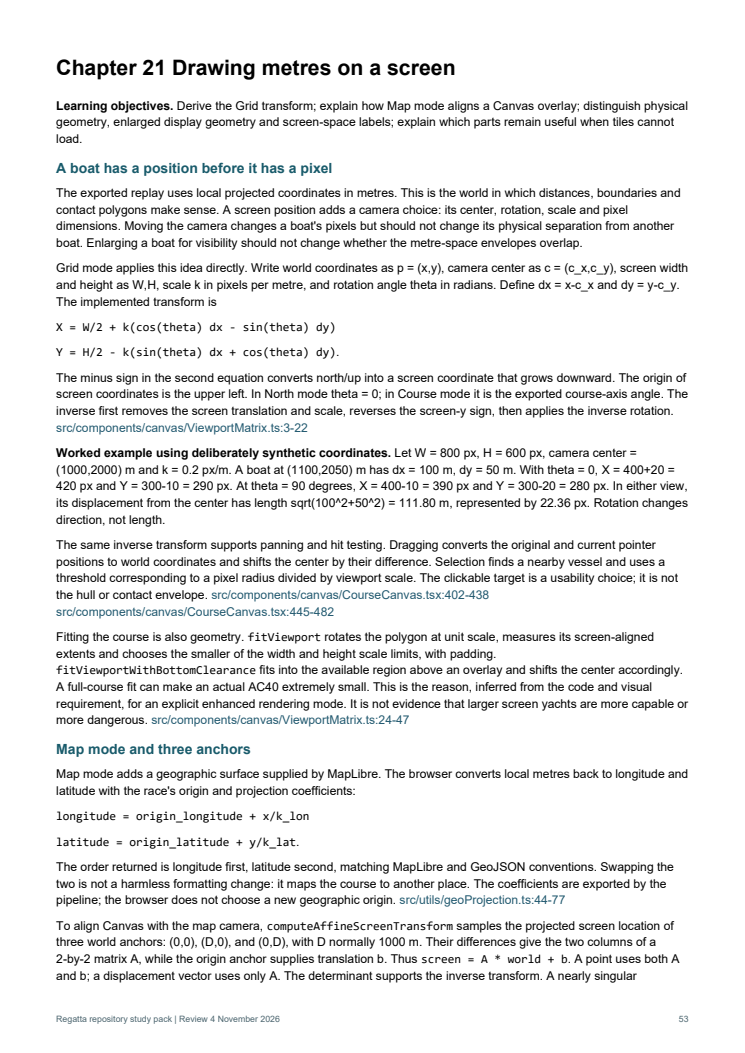 Chapter 21 Drawing metres on a screen
Learning objectives. Derive the Grid transform; explain how Map mode aligns a Canvas overlay; distinguish physical
geometry, enlarged display geometry and screen-space labels; explain which parts remain useful when tiles cannot
load.
A boat has a position before it has a pixel
The exported replay uses local projected coordinates in metres. This is the world in which distances, boundaries and
contact polygons make sense. A screen position adds a camera choice: its center, rotation, scale and pixel
dimensions. Moving the camera changes a boat's pixels but should not change its physical separation from another
boat. Enlarging a boat for visibility should not change whether the metre-space envelopes overlap.
Grid mode applies this idea directly. Write world coordinates as p = (x,y), camera center as c = (c_x,c_y), screen width
and height as W,H, scale k in pixels per metre, and rotation angle theta in radians. Define dx = x-c_x and dy = y-c_y.
The implemented transform is
X = W/2 + k(cos(theta) dx - sin(theta) dy)
Y = H/2 - k(sin(theta) dx + cos(theta) dy).
The minus sign in the second equation converts north/up into a screen coordinate that grows downward. The origin of
screen coordinates is the upper left. In North mode theta = 0; in Course mode it is the exported course-axis angle. The
inverse first removes the screen translation and scale, reverses the screen-y sign, then applies the inverse rotation.
src/components/canvas/ViewportMatrix.ts:3-22
Worked example using deliberately synthetic coordinates. Let W = 800 px, H = 600 px, camera center =
(1000,2000) m and k = 0.2 px/m. A boat at (1100,2050) m has dx = 100 m, dy = 50 m. With theta = 0, X = 400+20 =
420 px and Y = 300-10 = 290 px. At theta = 90 degrees, X = 400-10 = 390 px and Y = 300-20 = 280 px. In either view,
its displacement from the center has length sqrt(100^2+50^2) = 111.80 m, represented by 22.36 px. Rotation changes
direction, not length.
The same inverse transform supports panning and hit testing. Dragging converts the original and current pointer
positions to world coordinates and shifts the center by their difference. Selection finds a nearby vessel and uses a
threshold corresponding to a pixel radius divided by viewport scale. The clickable target is a usability choice; it is not
the hull or contact envelope. src/components/canvas/CourseCanvas.tsx:402-438
src/components/canvas/CourseCanvas.tsx:445-482
Fitting the course is also geometry. fitViewport rotates the polygon at unit scale, measures its screen-aligned
extents and chooses the smaller of the width and height scale limits, with padding.
fitViewportWithBottomClearance fits into the available region above an overlay and shifts the center accordingly.
A full-course fit can make an actual AC40 extremely small. This is the reason, inferred from the code and visual
requirement, for an explicit enhanced rendering mode. It is not evidence that larger screen yachts are more capable or
more dangerous. src/components/canvas/ViewportMatrix.ts:24-47
Map mode and three anchors
Map mode adds a geographic surface supplied by MapLibre. The browser converts local metres back to longitude and
latitude with the race's origin and projection coefficients:
longitude = origin_longitude + x/k_lon
latitude = origin_latitude + y/k_lat.
The order returned is longitude first, latitude second, matching MapLibre and GeoJSON conventions. Swapping the
two is not a harmless formatting change: it maps the course to another place. The coefficients are exported by the
pipeline; the browser does not choose a new geographic origin. src/utils/geoProjection.ts:44-77
To align Canvas with the map camera, computeAffineScreenTransform samples the projected screen location of
three world anchors: (0,0), (D,0), and (0,D), with D normally 1000 m. Their differences give the two columns of a
2-by-2 matrix A, while the origin anchor supplies translation b. Thus screen = A * world + b. A point uses both A
and b; a displacement vector uses only A. The determinant supports the inverse transform. A nearly singular
Regatta repository study pack | Review 4 November 2026
53